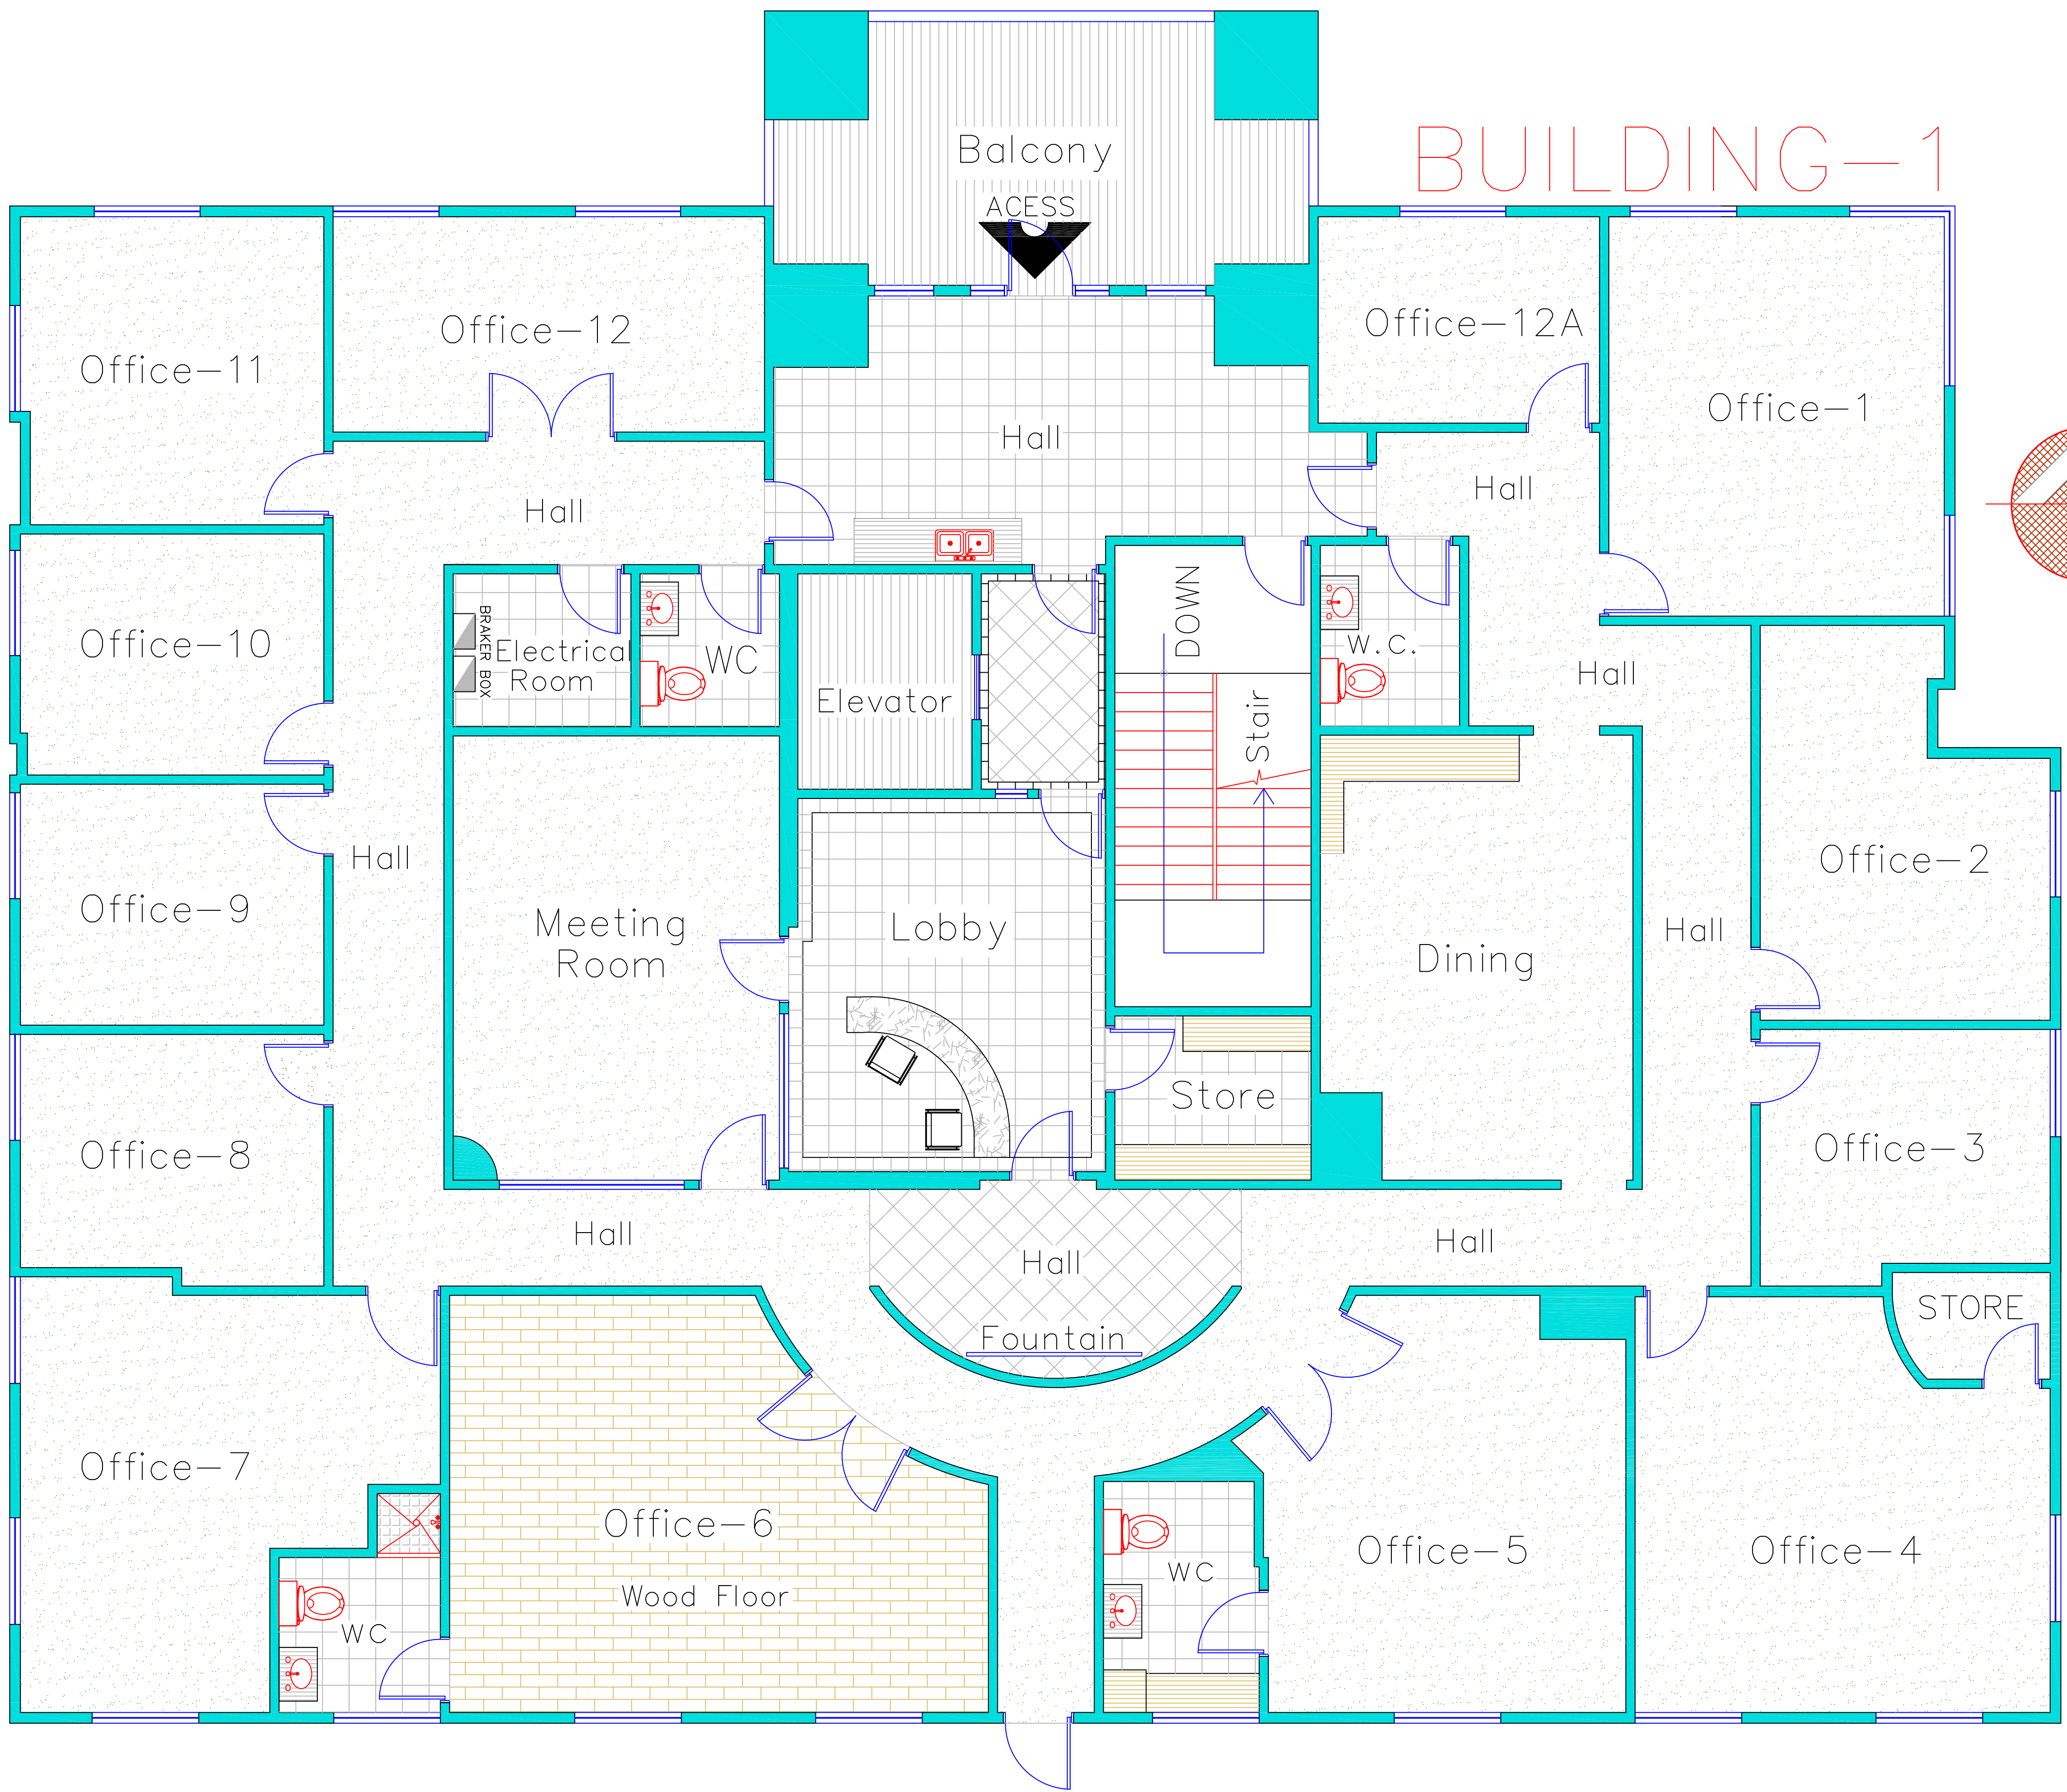 BUILDING-1
Balcony
ACESS
Office-11
Office-12
Office-12A
Office-1
Hall
Hall
Hall
Office-10
BRAKER BOX
Electrical
Room
WC
Elevator
DOWN
Stair
W.C.
Hall
Office-9
Hall
Meeting
Room
Lobby
Dining
Hall
Office-2
Office-8
Store
Office-3
Hall
Hall
Hall
Fountain
STORE
Office-7
Office-6
Wood Floor
WC
WC
Office-5
Office-4